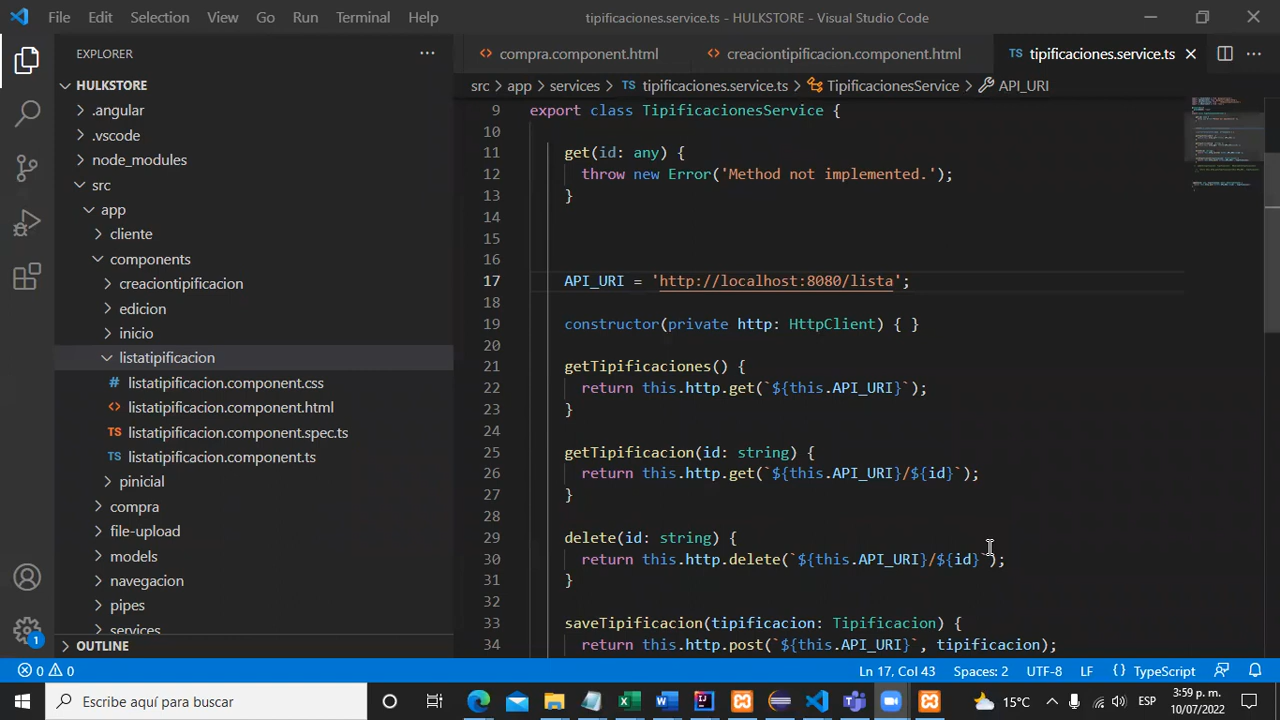 File Edit Selection View Go Run Terminal Help tipificaciones.service.ts - HULKSTORE - Visual Studio Code
EXPLORER
HULKSTORE
.angular
.vscode
node_modules
src
app
cliente
components
creaciontipificacion
edicion
inicio
listatipificacion
# listatipificacion.component.css
<> listatipificacion.component.html
TS listatipificacion.component.spec.ts
TS listatipificacion.component.ts
pinicial
compra
file-upload
models
navegacion
pipes
services
OUTLINE
<> compra.component.html <> creaciontipificacion.component.html TS tipificaciones.service.ts
src > app > services > TS tipificaciones.service.ts > TipificacionesService > API_URI
9 export class TipificacionesService {
10
11 get(id: any) {
12 throw new Error('Method not implemented.');
13 }
14
15
16
17 API_URI = 'http://localhost:8080/lista';
18
19 constructor(private http: HttpClient) { }
20
21 getTipificaciones() {
22 return this.http.get(`${this.API_URI}`);
23 }
24
25 getTipificacion(id: string) {
26 return this.http.get(`${this.API_URI}/${id}`);
27 }
28
29 delete(id: string) {
30 return this.http.delete(`${this.API_URI}/${id}`);
31 }
32
33 saveTipificacion(tipificacion: Tipificacion) {
34 return this.http.post(`${this.API_URI}`, tipificacion);
1
0 0 Ln 17, Col 43 Spaces: 2 UTF-8 LF {} TypeScript
Escribe aquí para buscar 15°C ESP 3:59 p. m.
10/07/2022